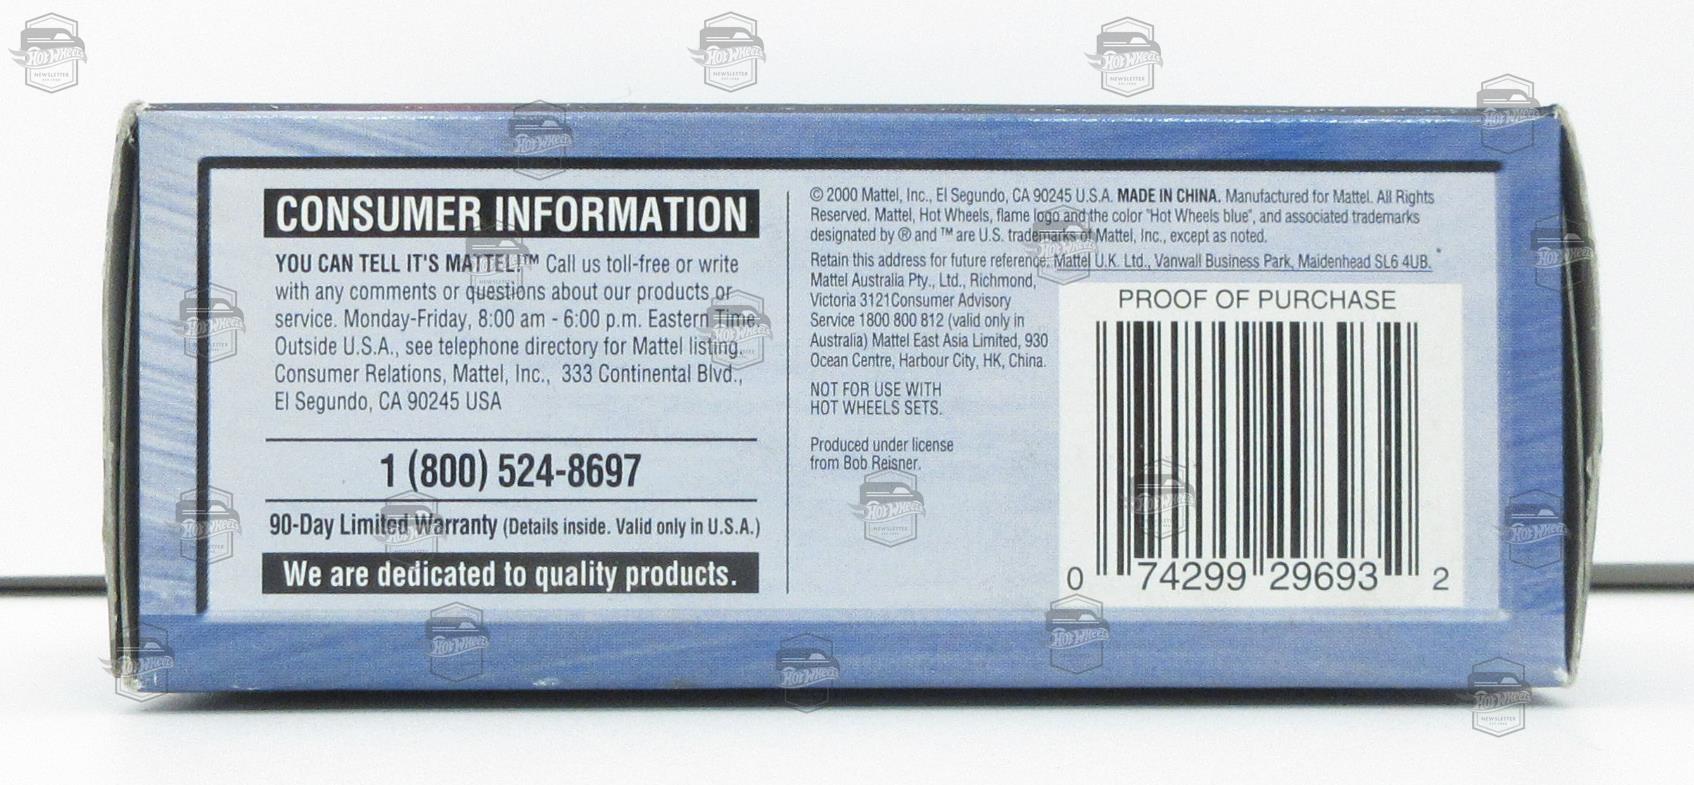 CONSUMER INFORMATION
YOU CAN TELL IT'S MATTEL!™ Call us toll-free or write
with any comments or questions about our products or
service. Monday-Friday, 8:00 am - 6:00 p.m. Eastern Time.
Outside U.S.A., see telephone directory for Mattel listing.
Consumer Relations, Mattel, Inc., 333 Continental Blvd.,
El Segundo, CA 90245 USA
1 (800) 524-8697
90-Day Limited Warranty (Details inside. Valid only in U.S.A.)
We are dedicated to quality products.
© 2000 Mattel, Inc., El Segundo, CA 90245 U.S.A. MADE IN CHINA. Manufactured for Mattel. All Rights
Reserved. Mattel, Hot Wheels, flame logo and the color "Hot Wheels blue", and associated trademarks
designated by ® and ™ are U.S. trademarks of Mattel, Inc., except as noted.
Retain this address for future reference: Mattel U.K. Ltd., Vanwall Business Park, Maidenhead SL6 4UB.
Mattel Australia Pty., Ltd., Richmond,
Victoria 3121Consumer Advisory
Service 1800 800 812 (valid only in
Australia) Mattel East Asia Limited, 930
Ocean Centre, Harbour City, HK, China.
NOT FOR USE WITH
HOT WHEELS SETS.
Produced under license
from Bob Reisner.
PROOF OF PURCHASE
0 74299 29693 2
HOT WHEELS
NEWSLETTER